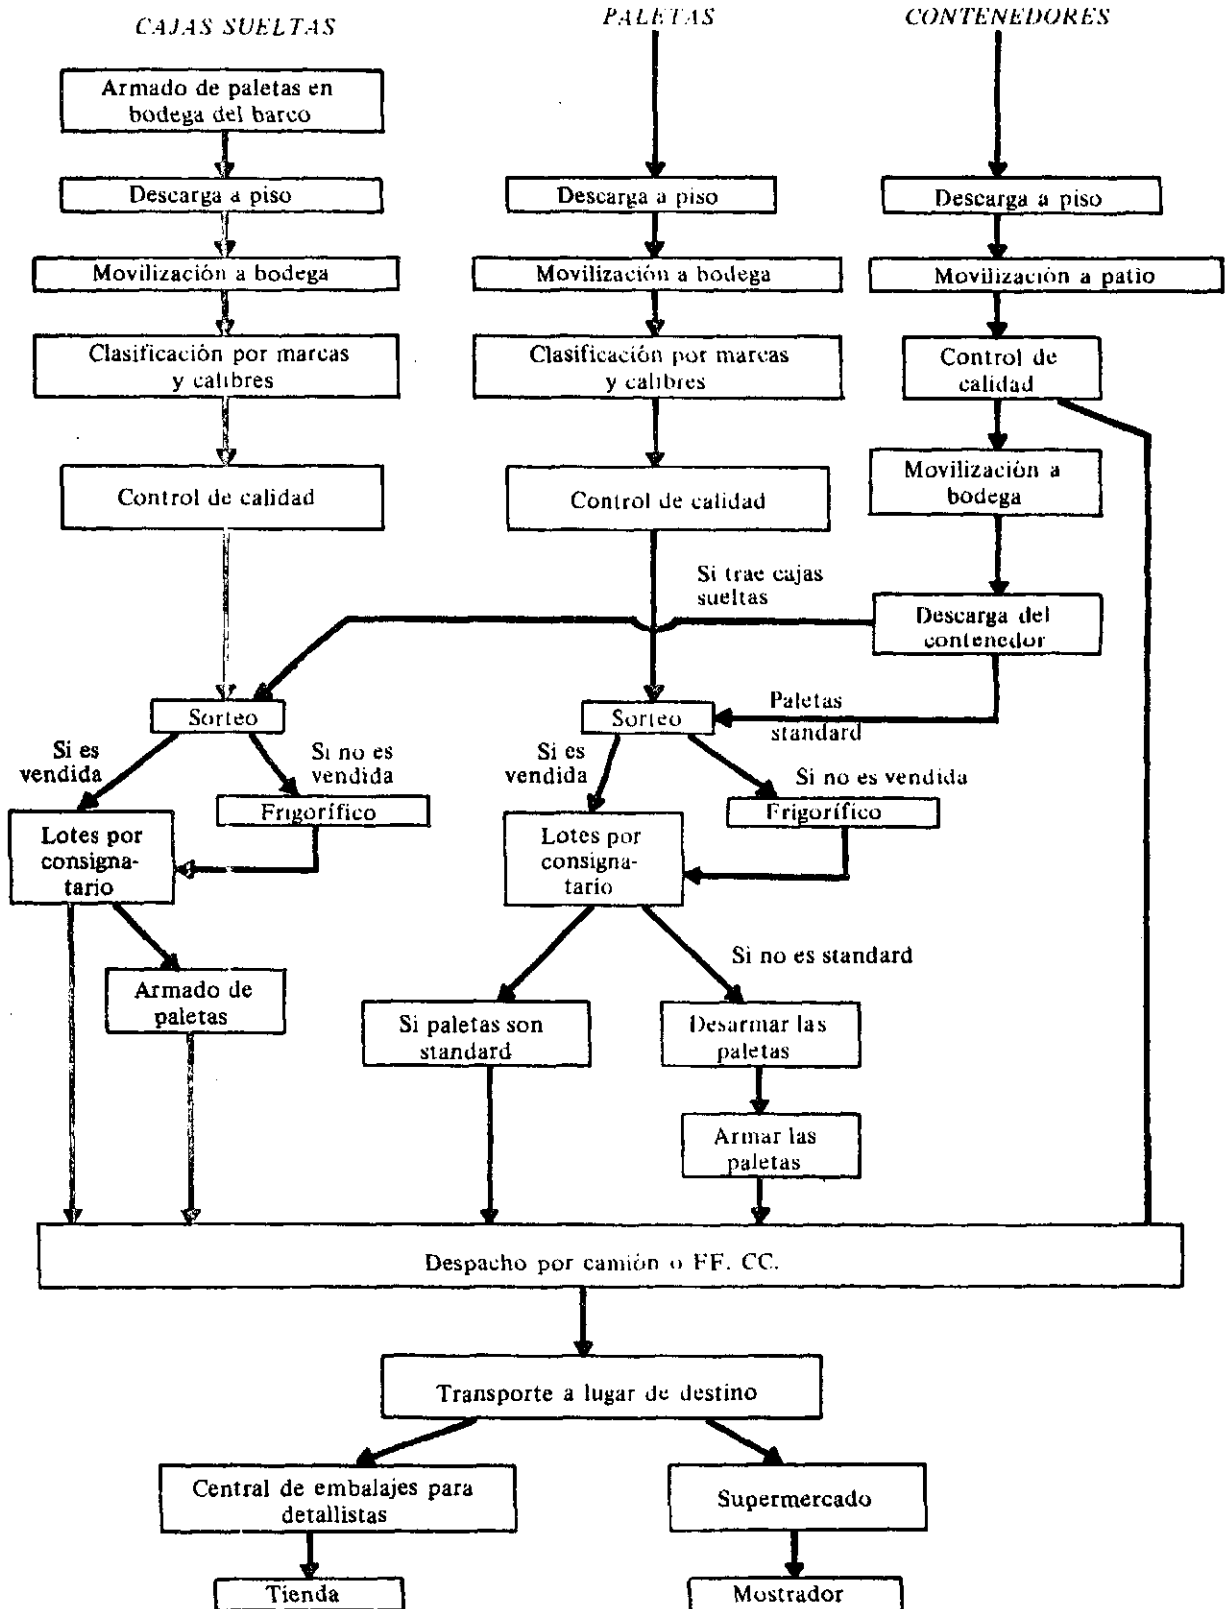 CAJAS SUELTAS
PALETAS
CONTENEDORES
Armado de paletas en
bodega del barco
Descarga a piso
Descarga a piso
Descarga a piso
Movilización a bodega
Movilización a bodega
Movilización a patio
Clasificación por marcas
y calibres
Clasificación por marcas
y calibres
Control de
calidad
Control de calidad
Control de calidad
Movilización a
bodega
Si trae cajas
sueltas
Descarga del
contenedor
Sorteo
Sorteo
Paletas
standard
Si es
vendida
Si no es
vendida
Si es
vendida
Si no es vendida
Frigorífico
Frigorífico
Lotes por
consigna-
tario
Lotes por
consigna-
tario
Si no es standard
Armado de
paletas
Si paletas son
standard
Desarmar las
paletas
Armar las
paletas
Despacho por camión o FF. CC.
Transporte a lugar de destino
Central de embalajes para
detallistas
Supermercado
Tienda
Mostrador